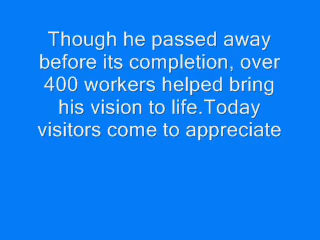 Though he passed away
before its completion, over
400 workers helped bring
his vision to life.Today
visitors come to appreciate